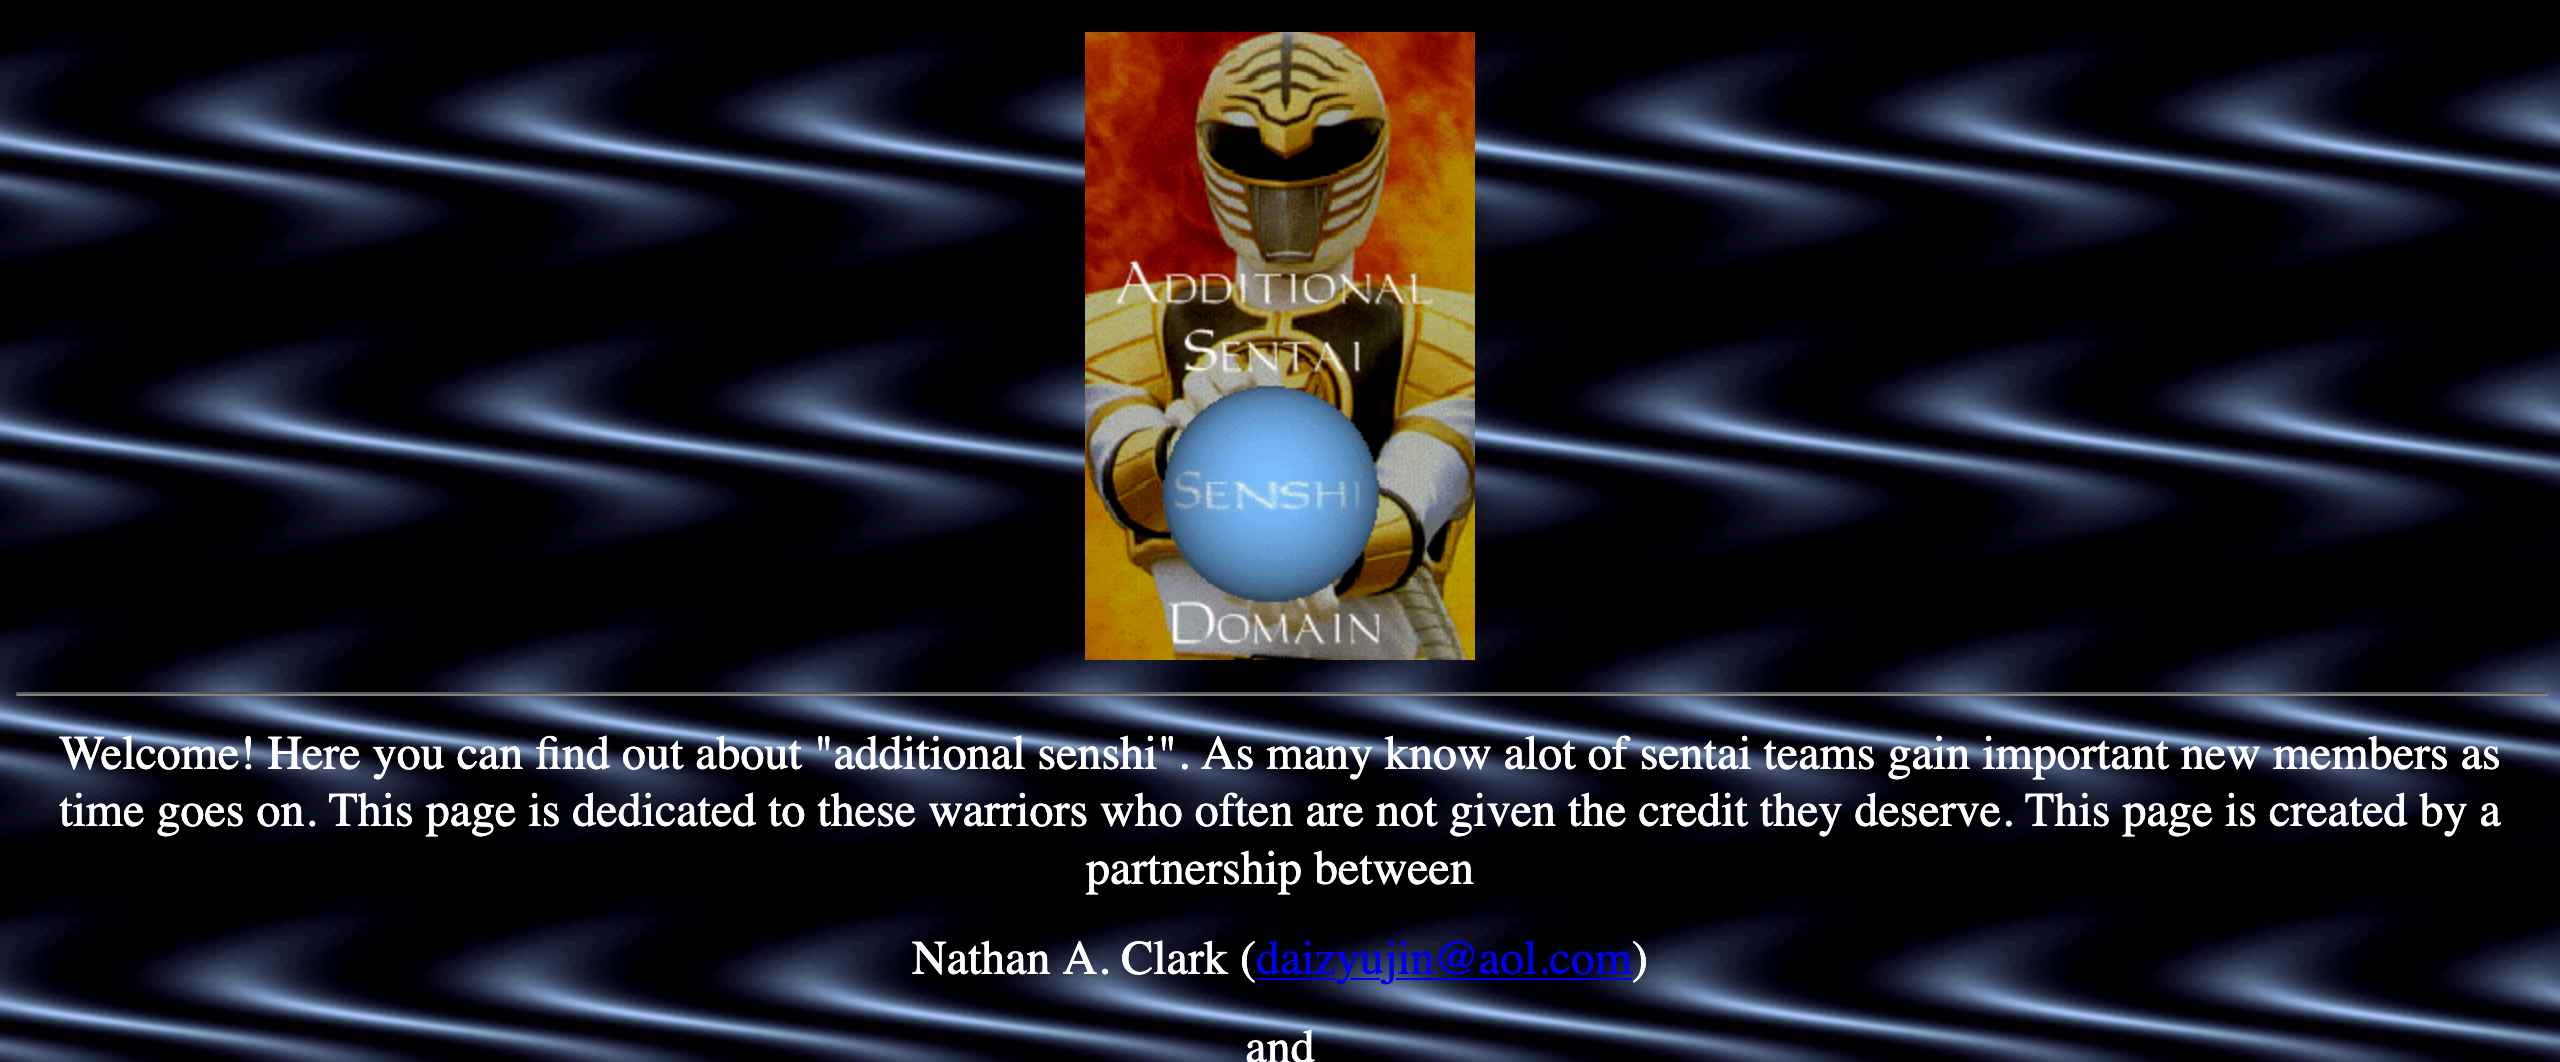 ADDITIONAL
SENTAI
SENSHI
DOMAIN
Welcome! Here you can find out about "additional senshi". As many know alot of sentai teams gain important new members as
time goes on. This page is dedicated to these warriors who often are not given the credit they deserve. This page is created by a
partnership between
Nathan A. Clark (daizyujin@aol.com)
and